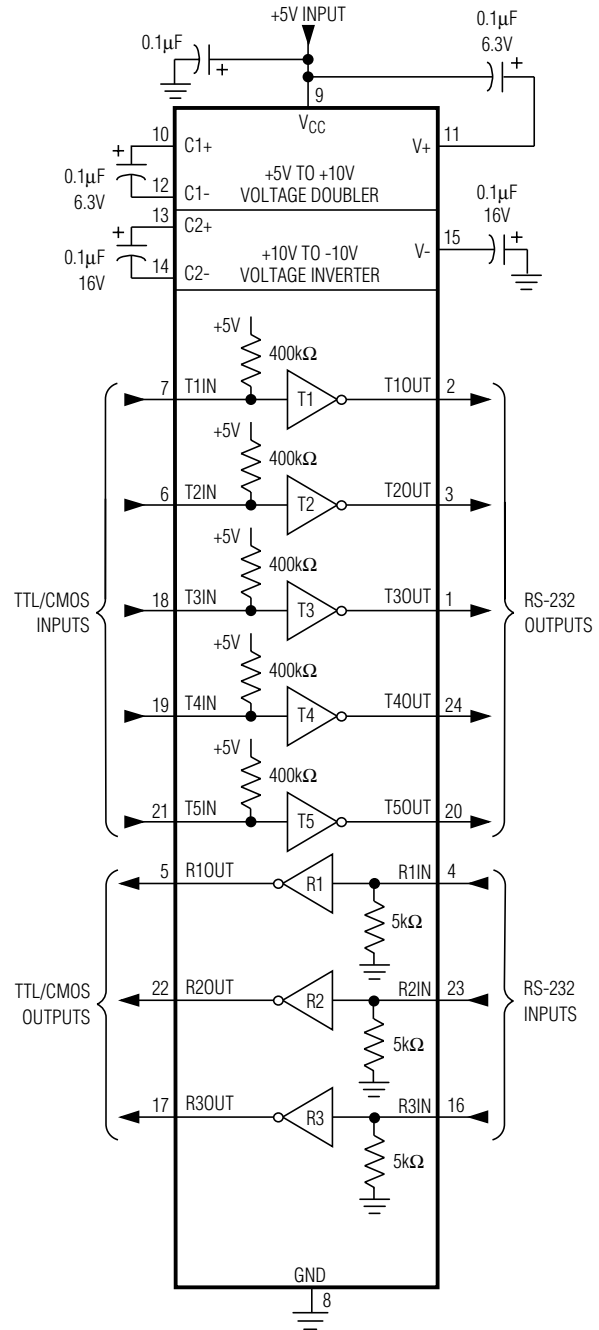 +5V INPUT
0.1μF
0.1μF
6.3V
9
VCC
10
C1+
V+
11
0.1μF
6.3V
12
C1-
+5V TO +10V
VOLTAGE DOUBLER
13
C2+
0.1μF
16V
14
C2-
+10V TO -10V
VOLTAGE INVERTER
V-
15
0.1μF
16V
+5V
400kΩ
7
T1IN
T1
T1OUT
2
+5V
400kΩ
6
T2IN
T2
T2OUT
3
+5V
400kΩ
TTL/CMOS
INPUTS
18
T3IN
T3
T3OUT
1
RS-232
OUTPUTS
+5V
400kΩ
19
T4IN
T4
T4OUT
24
+5V
400kΩ
21
T5IN
T5
T5OUT
20
5
R1OUT
R1
R1IN
4
5kΩ
TTL/CMOS
OUTPUTS
22
R2OUT
R2
R2IN
23
RS-232
INPUTS
5kΩ
17
R3OUT
R3
R3IN
16
5kΩ
GND
8